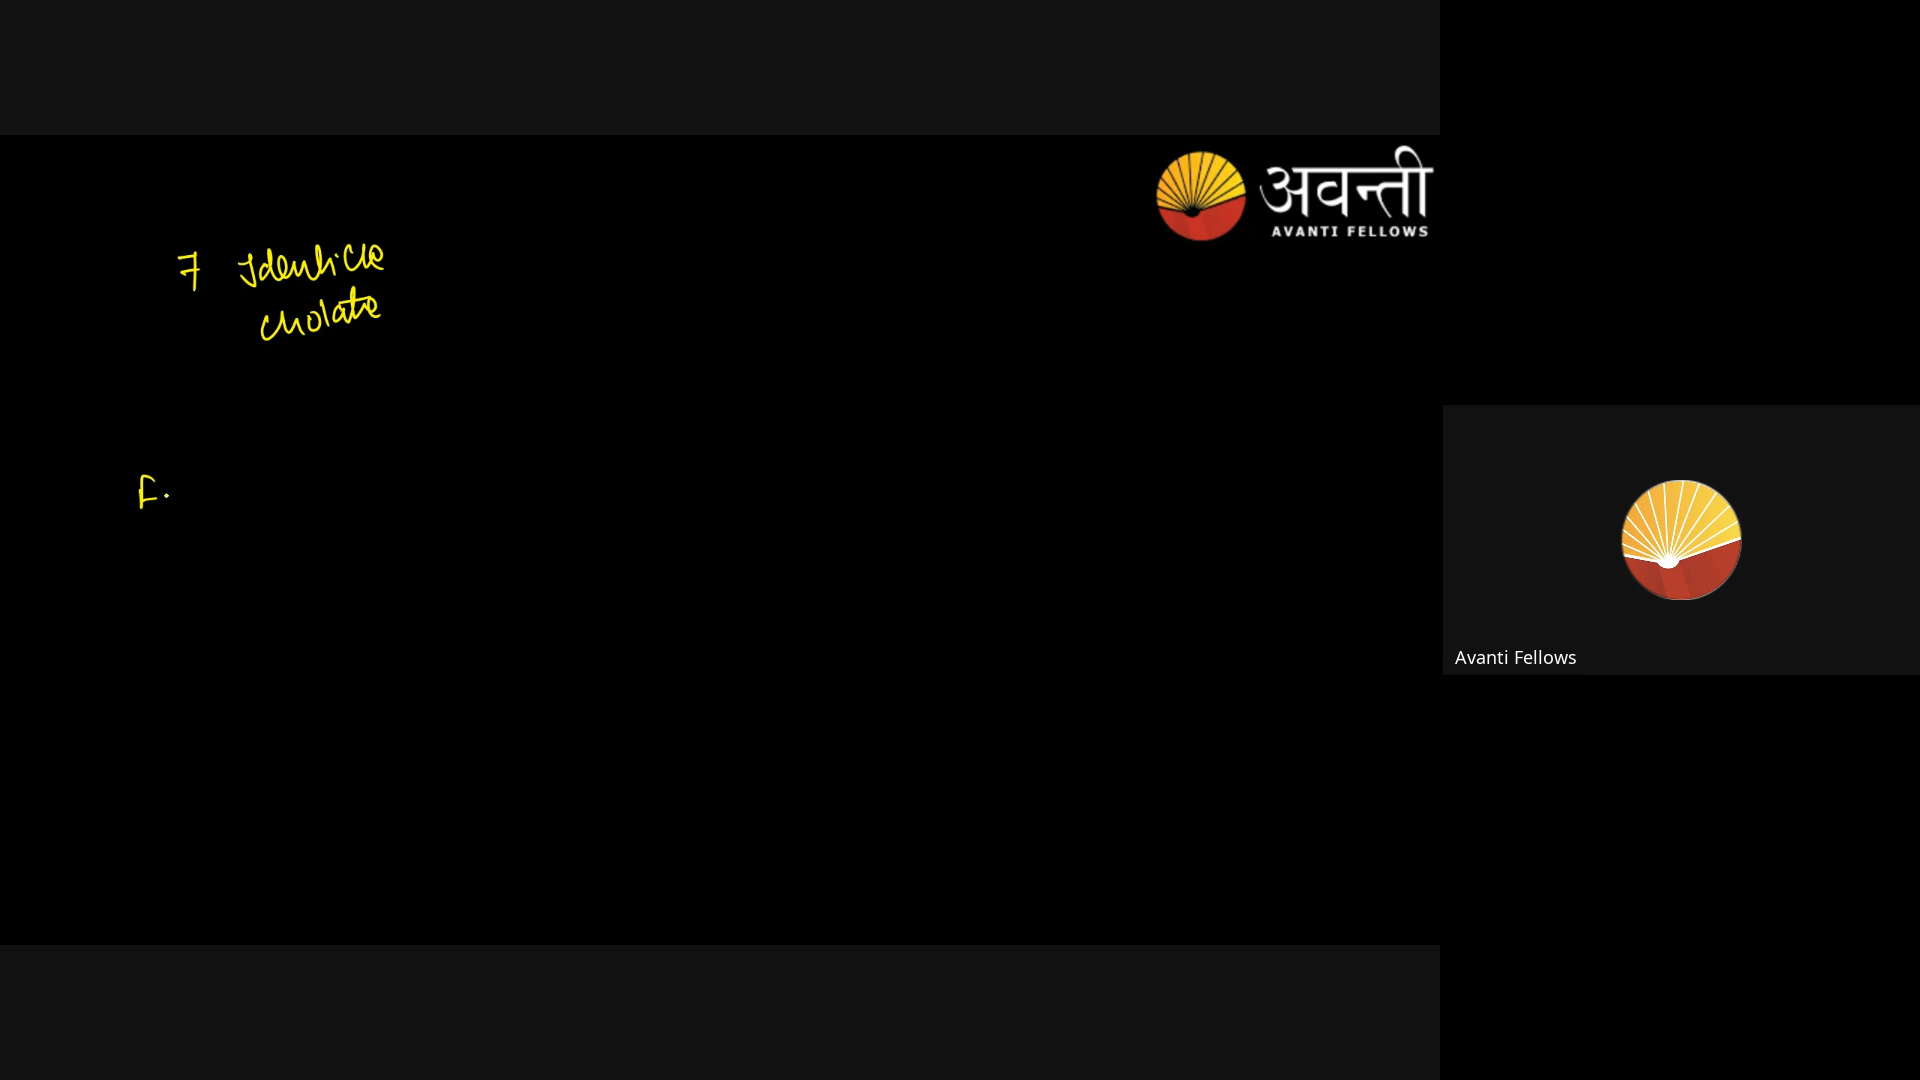 अवन्ती
AVANTI FELLOWS
7 Identicle
cholate
F.
Avanti Fellows